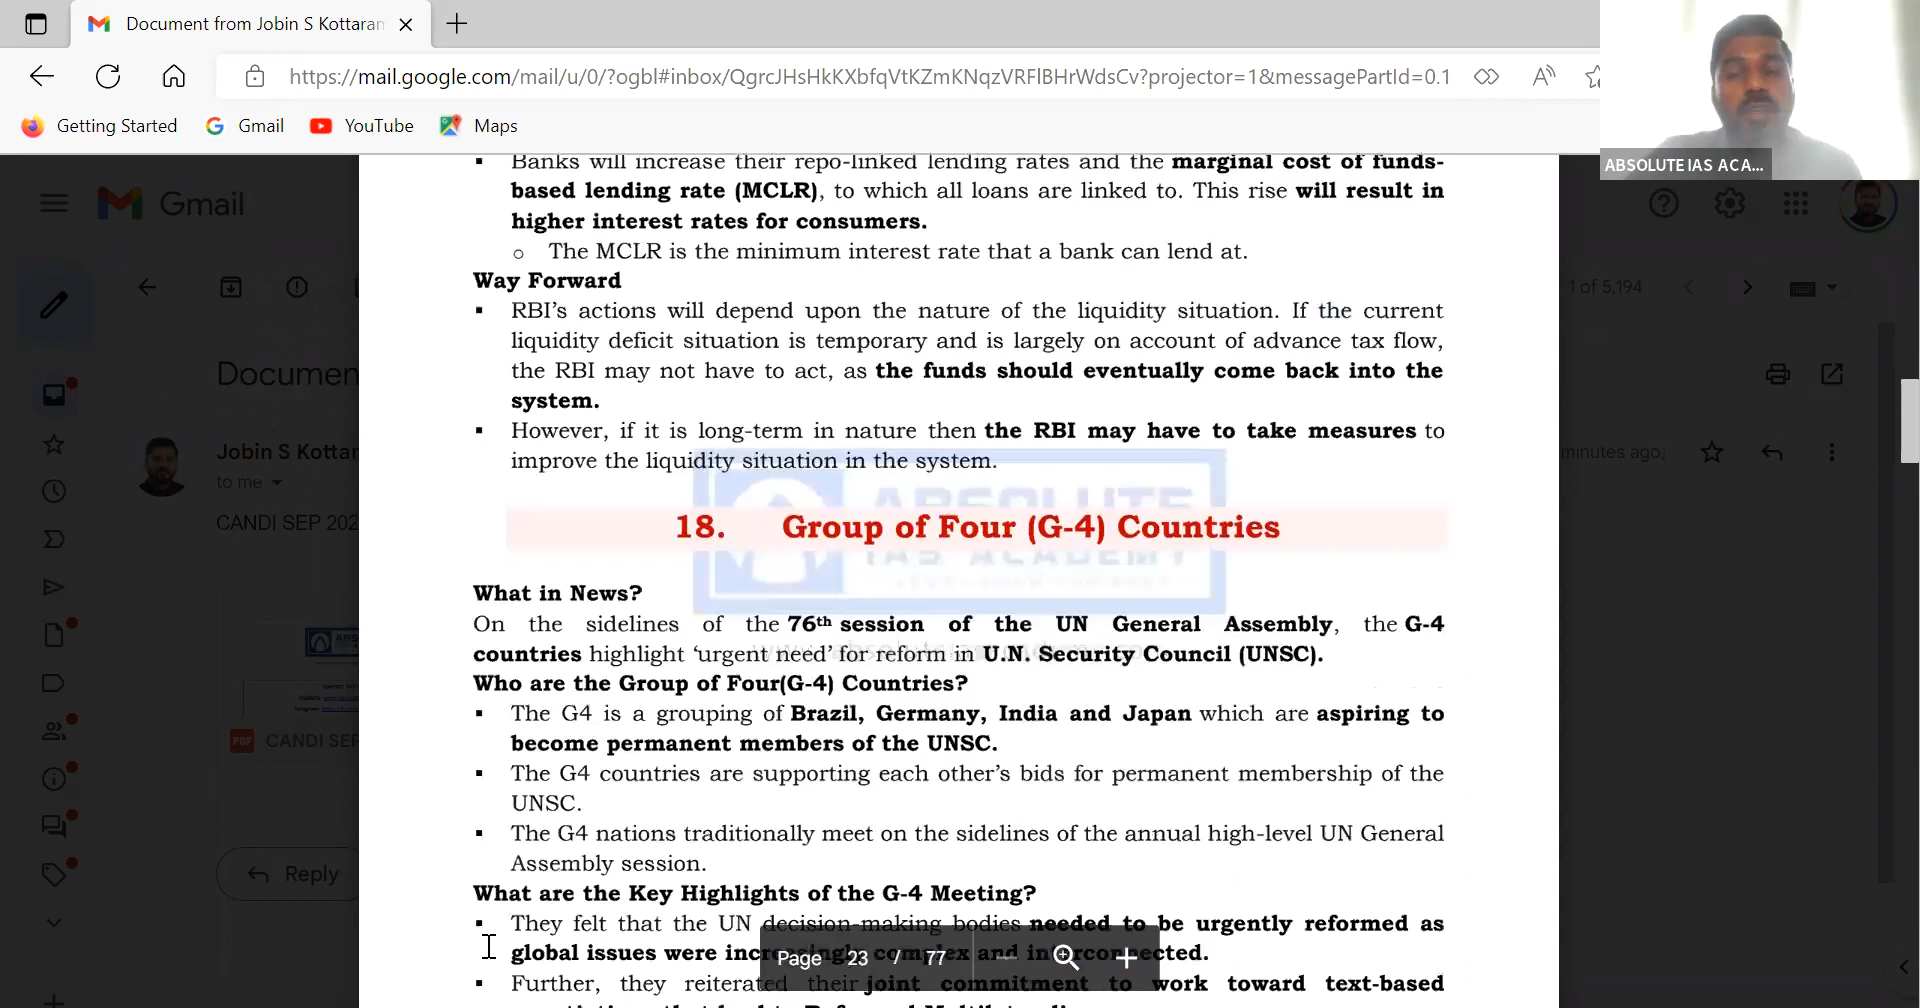 Document from Jobin S Kottaram
https://mail.google.com/mail/u/0/?ogbl#inbox/QgrcJHsHkKXbfqVtKZmKNqzVRFlBHrWdsCv?projector=1&messagePartId=0.1
Getting Started
Gmail
YouTube
Maps
ABSOLUTE IAS ACA...
Gmail
1 of 5,194
Documen
Jobin S Kottar
to me
minutes ago
CANDI SEP 202
PDF
CANDI SEP
Reply
Banks will increase their repo-linked lending rates and the marginal cost of funds-
based lending rate (MCLR), to which all loans are linked to. This rise will result in
higher interest rates for consumers.
The MCLR is the minimum interest rate that a bank can lend at.
Way Forward
RBI's actions will depend upon the nature of the liquidity situation. If the current
liquidity deficit situation is temporary and is largely on account of advance tax flow,
the RBI may not have to act, as the funds should eventually come back into the
system.
However, if it is long-term in nature then the RBI may have to take measures to
improve the liquidity situation in the system.
ABSOLUTE
IAS ACADEMY
18. Group of Four (G-4) Countries
What in News?
On the sidelines of the 76th session of the UN General Assembly, the G-4
countries highlight ‘urgent need’ for reform in U.N. Security Council (UNSC).
Who are the Group of Four(G-4) Countries?
The G4 is a grouping of Brazil, Germany, India and Japan which are aspiring to
become permanent members of the UNSC.
The G4 countries are supporting each other's bids for permanent membership of the
UNSC.
The G4 nations traditionally meet on the sidelines of the annual high-level UN General
Assembly session.
What are the Key Highlights of the G-4 Meeting?
They felt that the UN decision-making bodies needed to be urgently reformed as
global issues were increasingly complex and interconnected.
Further, they reiterated their joint commitment to work toward text-based
Page 23 / 77